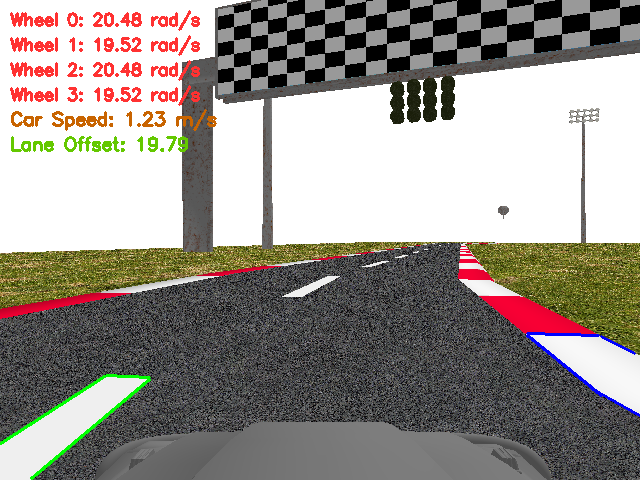 Wheel 0: 20.48 rad/s
Wheel 1: 19.52 rad/s
Wheel 2: 20.48 rad/s
Wheel 3: 19.52 rad/s
Car Speed: 1.23 m/s
Lane Offset: 19.79